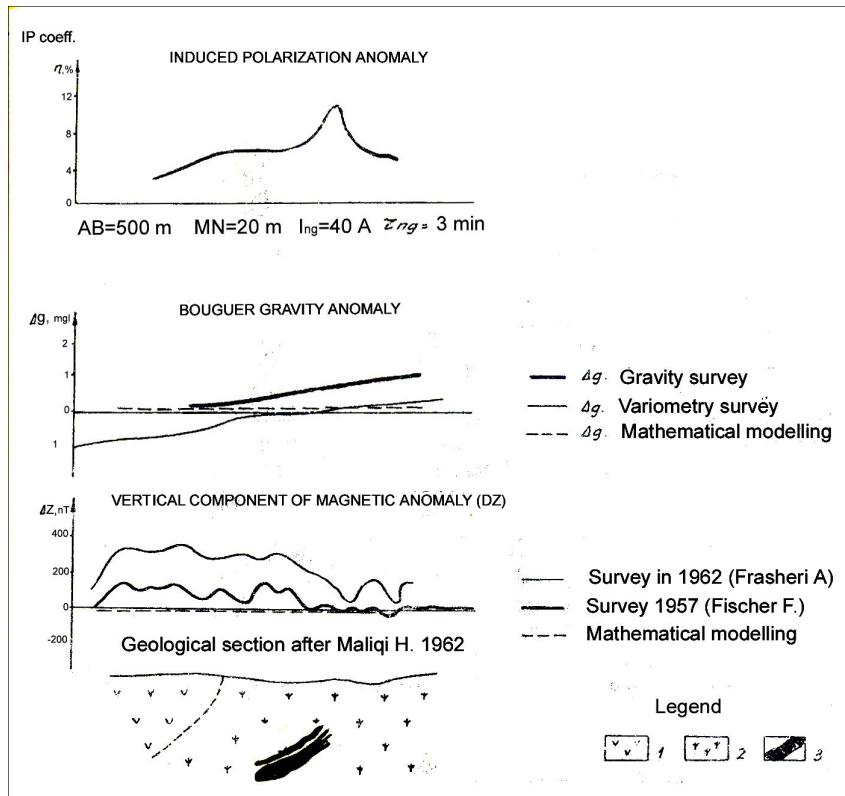 IP coeff.
INDUCED POLARIZATION ANOMALY
η,%
12
8
4
0
AB=500 m MN=20 m Ing=40 A τng= 3 min
BOUGUER GRAVITY ANOMALY
Δg, mgl
2
1
0
1
Δg. Gravity survey
Δg. Variometry survey
Δg. Mathematical modelling
VERTICAL COMPONENT OF MAGNETIC ANOMALY (DZ)
ΔZ,nT
400
200
0
-200
Survey in 1962 (Frasheri A)
Survey 1957 (Fischer F.)
Mathematical modelling
Geological section after Maliqi H. 1962
Legend
1 2 3